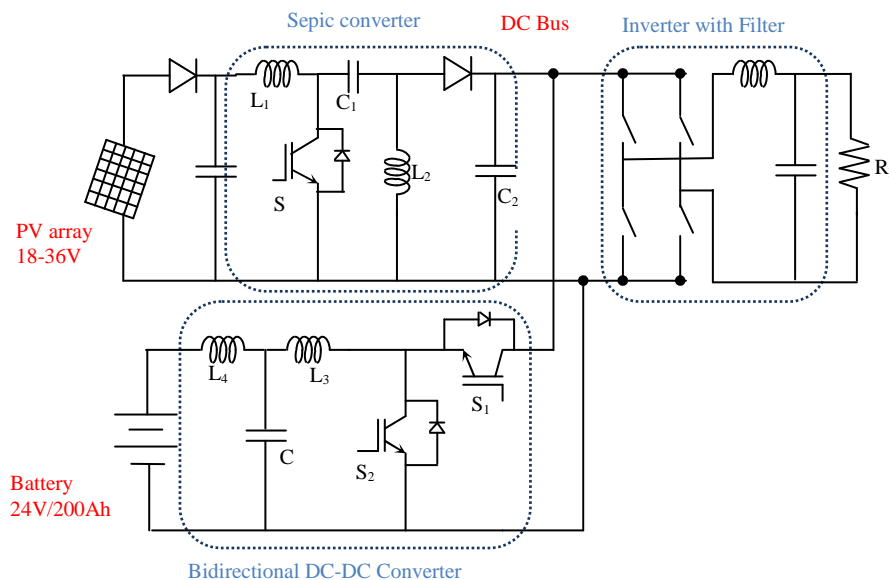 Sepic converter
DC Bus
Inverter with Filter
L1
C1
L2
S
C2
R
PV array
18-36V
L4
L3
S1
C
S2
Battery
24V/200Ah
Bidirectional DC-DC Converter